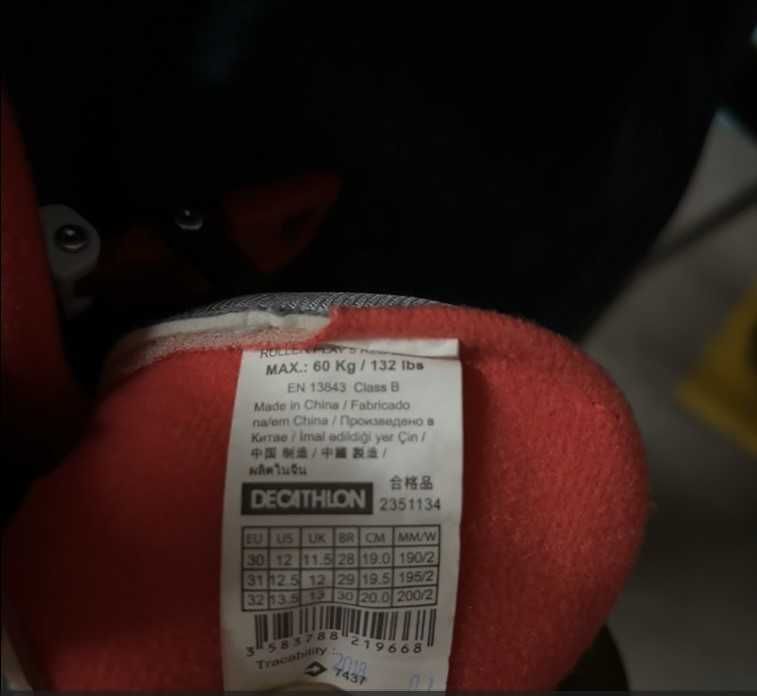 MAX.: 60 Kg / 132 lbs
EN 13843 Class B
Made in China / Fabricado
na/em China / Произведено в
Китае / İmal edildiği yer Çin /
中国 制造 / 中國 製造 /
ผลิตในจีน
合格品
DECATHLON 2351134
EU US UK BR CM MM/W
30 12 11.5 28 19.0 190/2
31 12.5 12 29 19.5 195/2
32 13.5 13 30 20.0 200/2
3 583788 219668
Tracability :
2018
7437